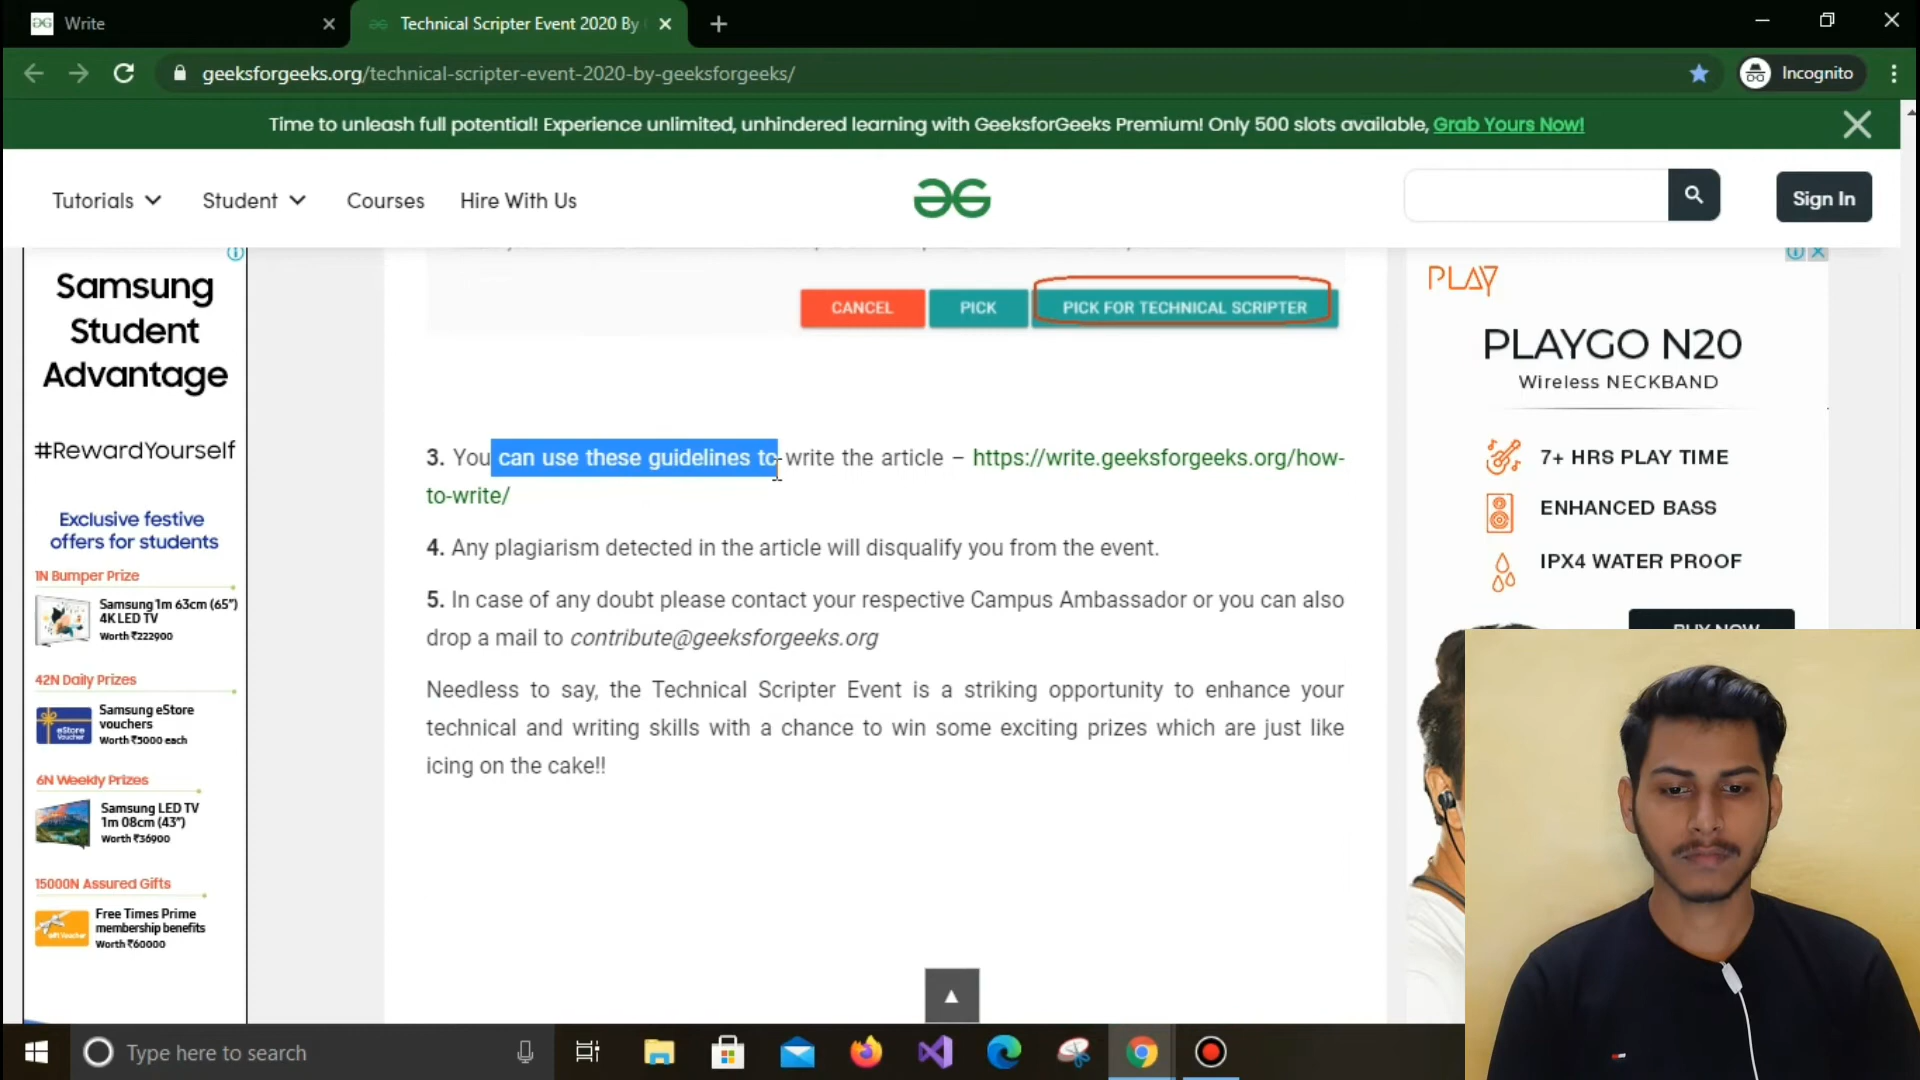 Write
Technical Scripter Event 2020 By
geeksforgeeks.org/technical-scripter-event-2020-by-geeksforgeeks/
Incognito
Time to unleash full potential! Experience unlimited, unhindered learning with GeeksforGeeks Premium! Only 500 slots available, Grab Yours Now!
Tutorials
Student
Courses
Hire With Us
Sign In
CANCEL
PICK
PICK FOR TECHNICAL SCRIPTER
3. You can use these guidelines to write the article – https://write.geeksforgeeks.org/how-
to-write/
4. Any plagiarism detected in the article will disqualify you from the event.
5. In case of any doubt please contact your respective Campus Ambassador or you can also
drop a mail to contribute@geeksforgeeks.org
Needless to say, the Technical Scripter Event is a striking opportunity to enhance your
technical and writing skills with a chance to win some exciting prizes which are just like
icing on the cake!!
Samsung
Student
Advantage
#RewardYourself
Exclusive festive
offers for students
1N Bumper Prize
Samsung 1m 63cm (65")
4K LED TV
Worth ₹222900
42N Daily Prizes
eStore
Voucher
Samsung eStore
vouchers
Worth ₹5000 each
6N Weekly Prizes
Samsung LED TV
1m 08cm (43")
Worth ₹36900
15000N Assured Gifts
Free Times Prime
membership benefits
Worth ₹60000
PLAY
PLAYGO N20
Wireless NECKBAND
7+ HRS PLAY TIME
ENHANCED BASS
IPX4 WATER PROOF
BUY NOW
Type here to search